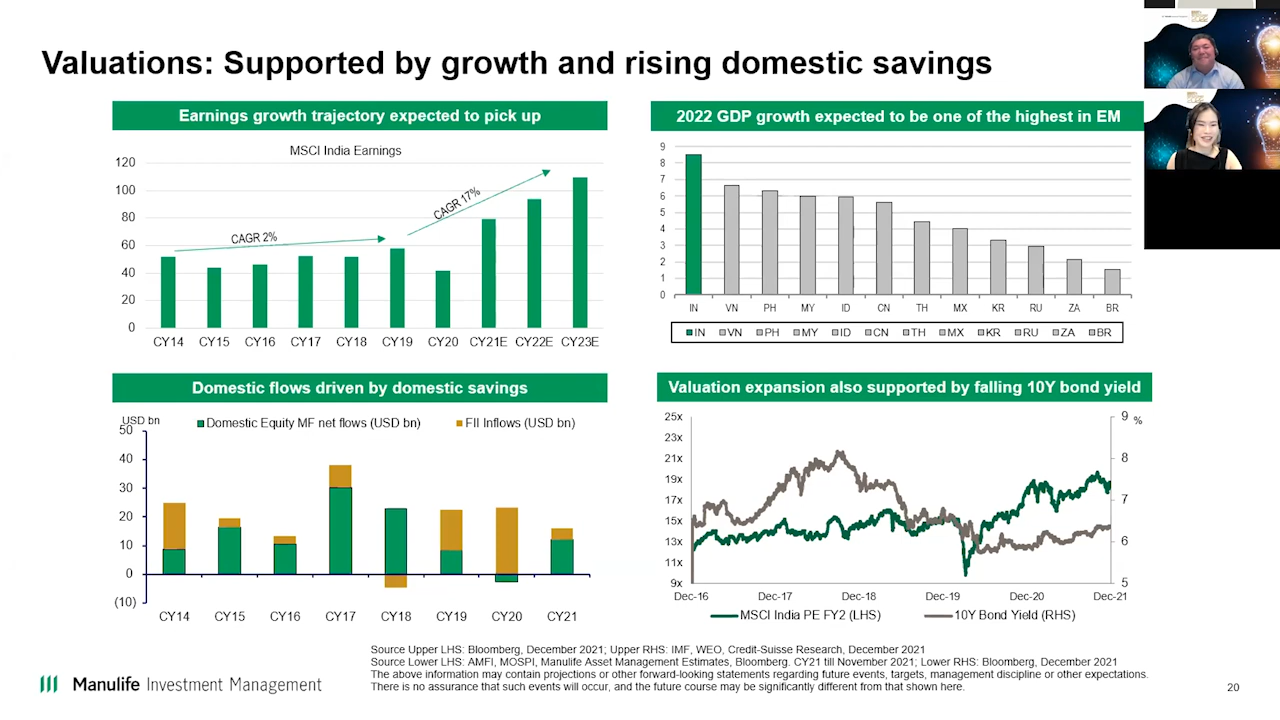 Valuations: Supported by growth and rising domestic savings
Earnings growth trajectory expected to pick up
MSCI India Earnings
120
100
80
60
40
20
0
CAGR 2%
CAGR 17%
CY14 CY15 CY16 CY17 CY18 CY19 CY20 CY21E CY22E CY23E
2022 GDP growth expected to be one of the highest in EM
9
8
7
6
5
4
3
2
1
0
IN VN PH MY ID CN TH MX KR RU ZA BR
IN VN PH MY ID CN TH MX KR RU ZA BR
Domestic flows driven by domestic savings
USD bn
Domestic Equity MF net flows (USD bn) FII Inflows (USD bn)
50
40
30
20
10
0
(10)
CY14 CY15 CY16 CY17 CY18 CY19 CY20 CY21
Valuation expansion also supported by falling 10Y bond yield
25x
23x
21x
19x
17x
15x
13x
11x
9x
9 %
8
7
6
5
Dec-16 Dec-17 Dec-18 Dec-19 Dec-20 Dec-21
MSCI India PE FY2 (LHS) 10Y Bond Yield (RHS)
Source Upper LHS: Bloomberg, December 2021; Upper RHS: IMF, WEO, Credit-Suisse Research, December 2021
Source Lower LHS: AMFI, MOSPI, Manulife Asset Management Estimates, Bloomberg. CY21 till November 2021; Lower RHS: Bloomberg, December 2021
The above information may contain projections or other forward-looking statements regarding future events, targets, management discipline or other expectations.
There is no assurance that such events will occur, and the future course may be significantly different from that shown here.
Manulife Investment Management
20